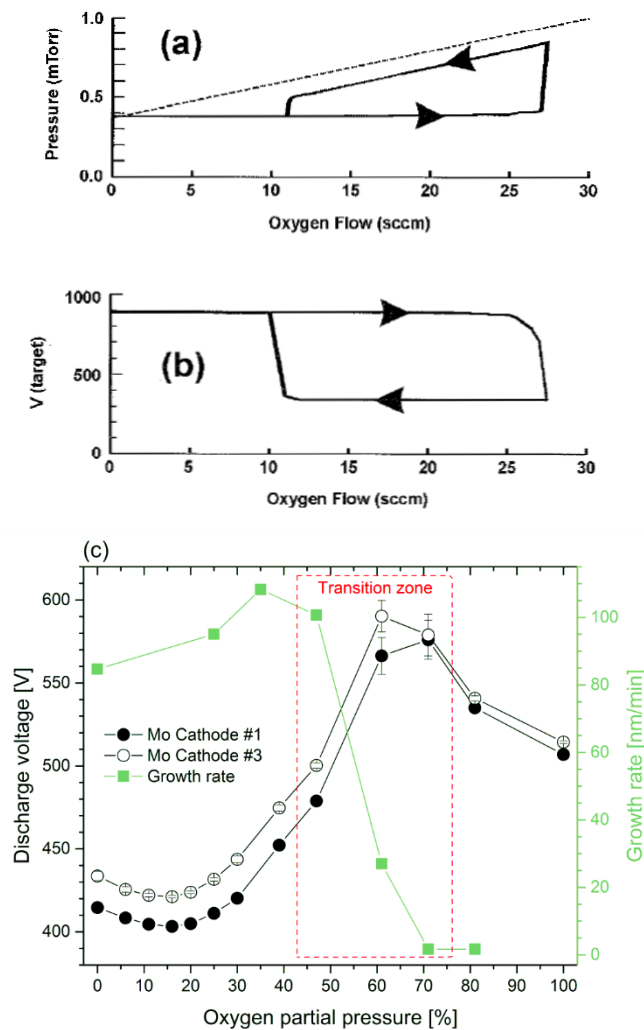 (a)
Pressure (mTorr)
1.0
0.5
0.0
0
10
15
20
25
30
Oxygen Flow (sccm)
(b)
V (target)
1000
500
0
0
5
10
15
20
25
30
Oxygen Flow (sccm)
(c)
Transition zone
Discharge voltage [V]
600
550
500
450
400
Mo Cathode #1
Mo Cathode #3
Growth rate
Growth rate [nm/min]
100
80
60
40
20
0
0 10 20 30 40 50 60 70 80 90 100
Oxygen partial pressure [%]